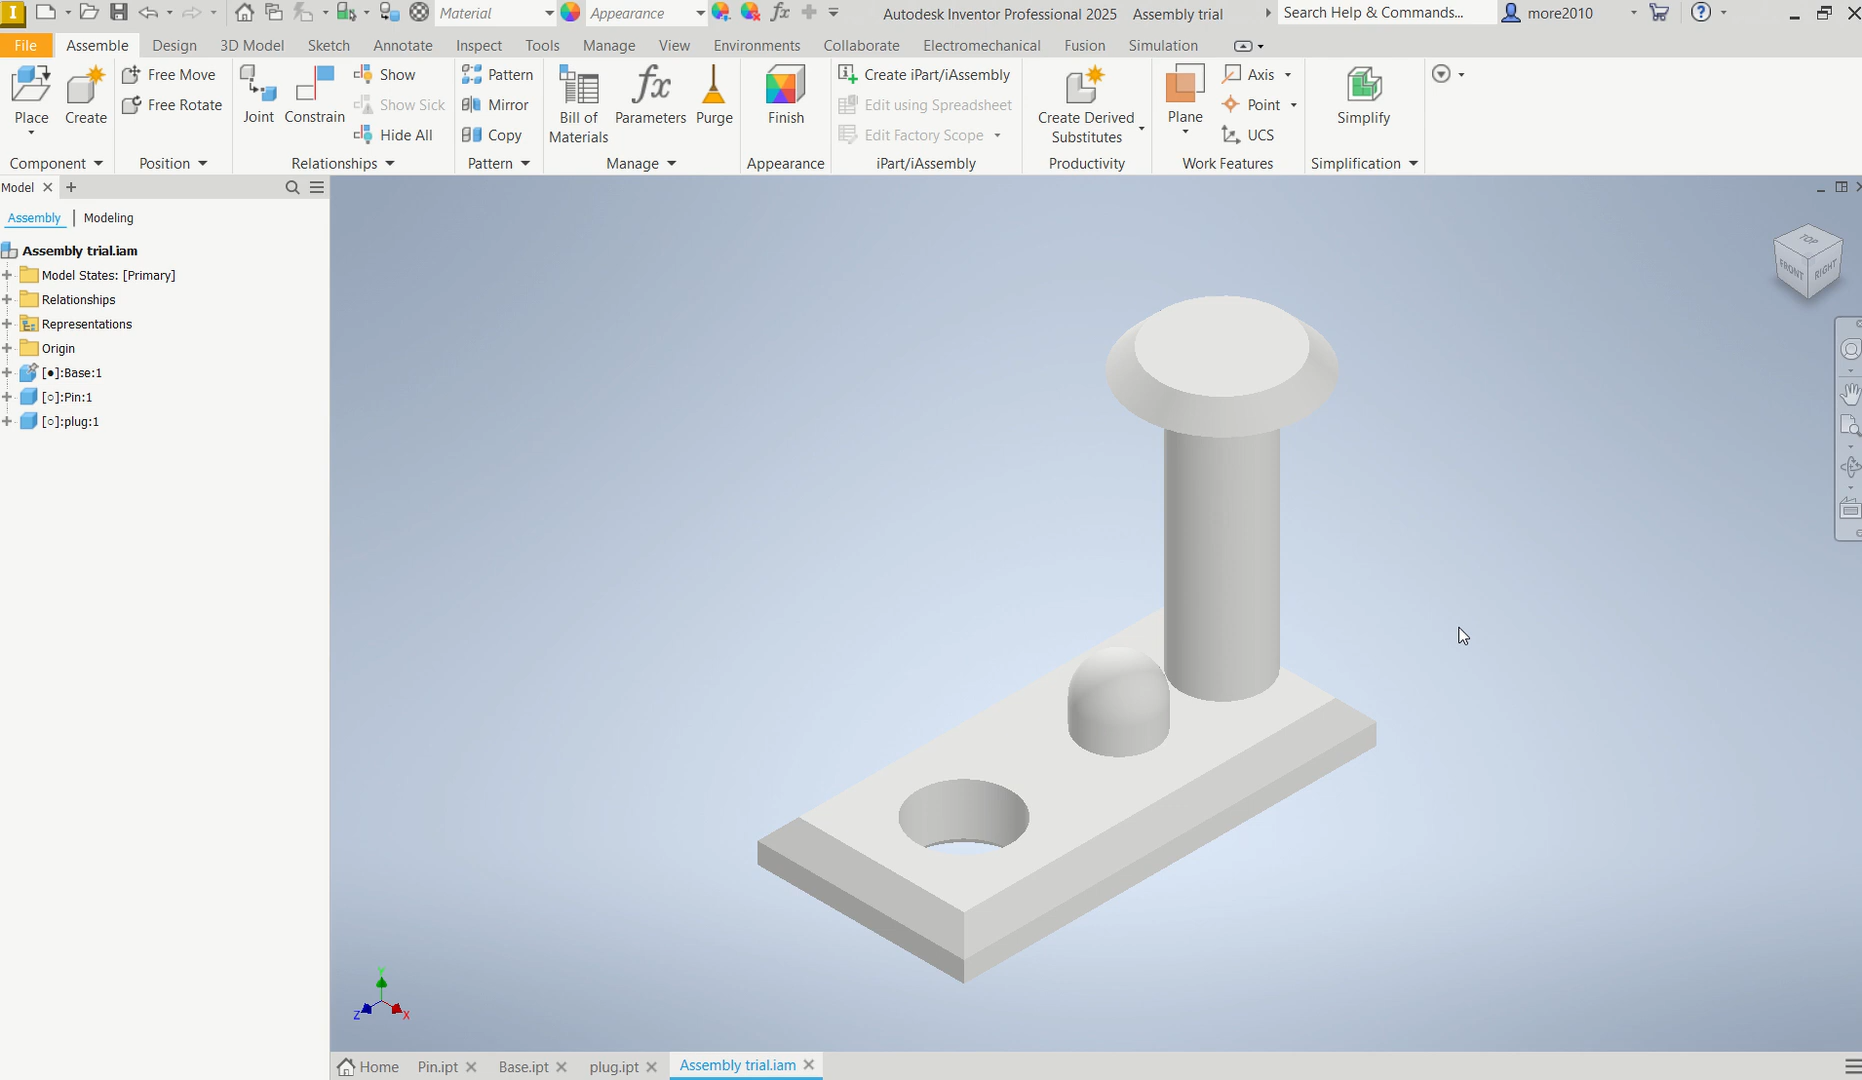 Material
Appearance
fx
Autodesk Inventor Professional 2025 Assembly trial
Search Help & Commands...
more2010
File Assemble Design 3D Model Sketch Annotate Inspect Tools Manage View Environments Collaborate Electromechanical Fusion Simulation
Place
Create
Free Move
Free Rotate
Component
Position
Joint
Constrain
Show
Show Sick
Hide All
Relationships
Pattern
Mirror
Copy
Pattern
Bill of
Materials
fx
Parameters
Purge
Manage
Finish
Appearance
Create iPart/iAssembly
Edit using Spreadsheet
Edit Factory Scope
iPart/iAssembly
Create Derived
Substitutes
Productivity
Plane
Axis
Point
UCS
Work Features
Simplify
Simplification
Model
Assembly | Modeling
Assembly trial.iam
Model States: [Primary]
Relationships
Representations
Origin
[●]:Base:1
[○]:Pin:1
[○]:plug:1
TOP
FRONT
RIGHT
Y
Z
X
Home
Pin.ipt
Base.ipt
plug.ipt
Assembly trial.iam